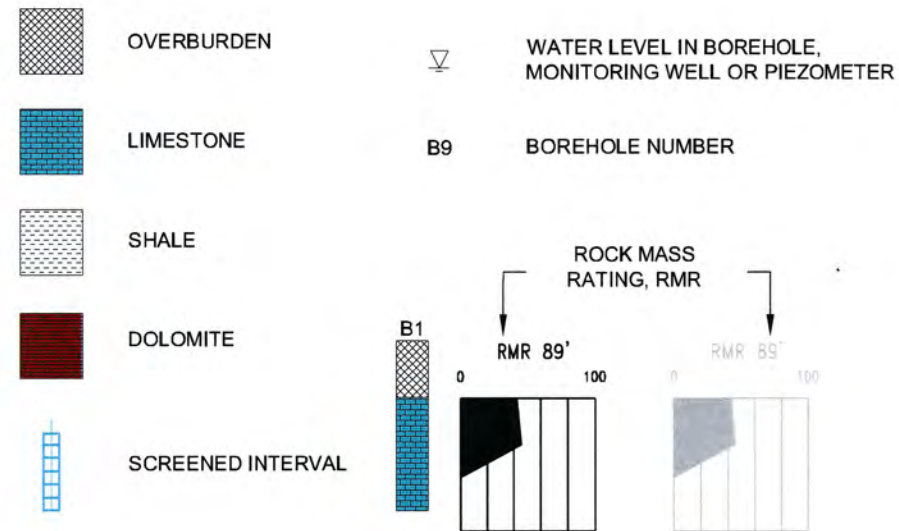 OVERBURDEN
LIMESTONE
SHALE
DOLOMITE
SCREENED INTERVAL
WATER LEVEL IN BOREHOLE,
MONITORING WELL OR PIEZOMETER
B9 BOREHOLE NUMBER
ROCK MASS
RATING, RMR
B1
RMR 89'
0 100
RMR 89'
0 100